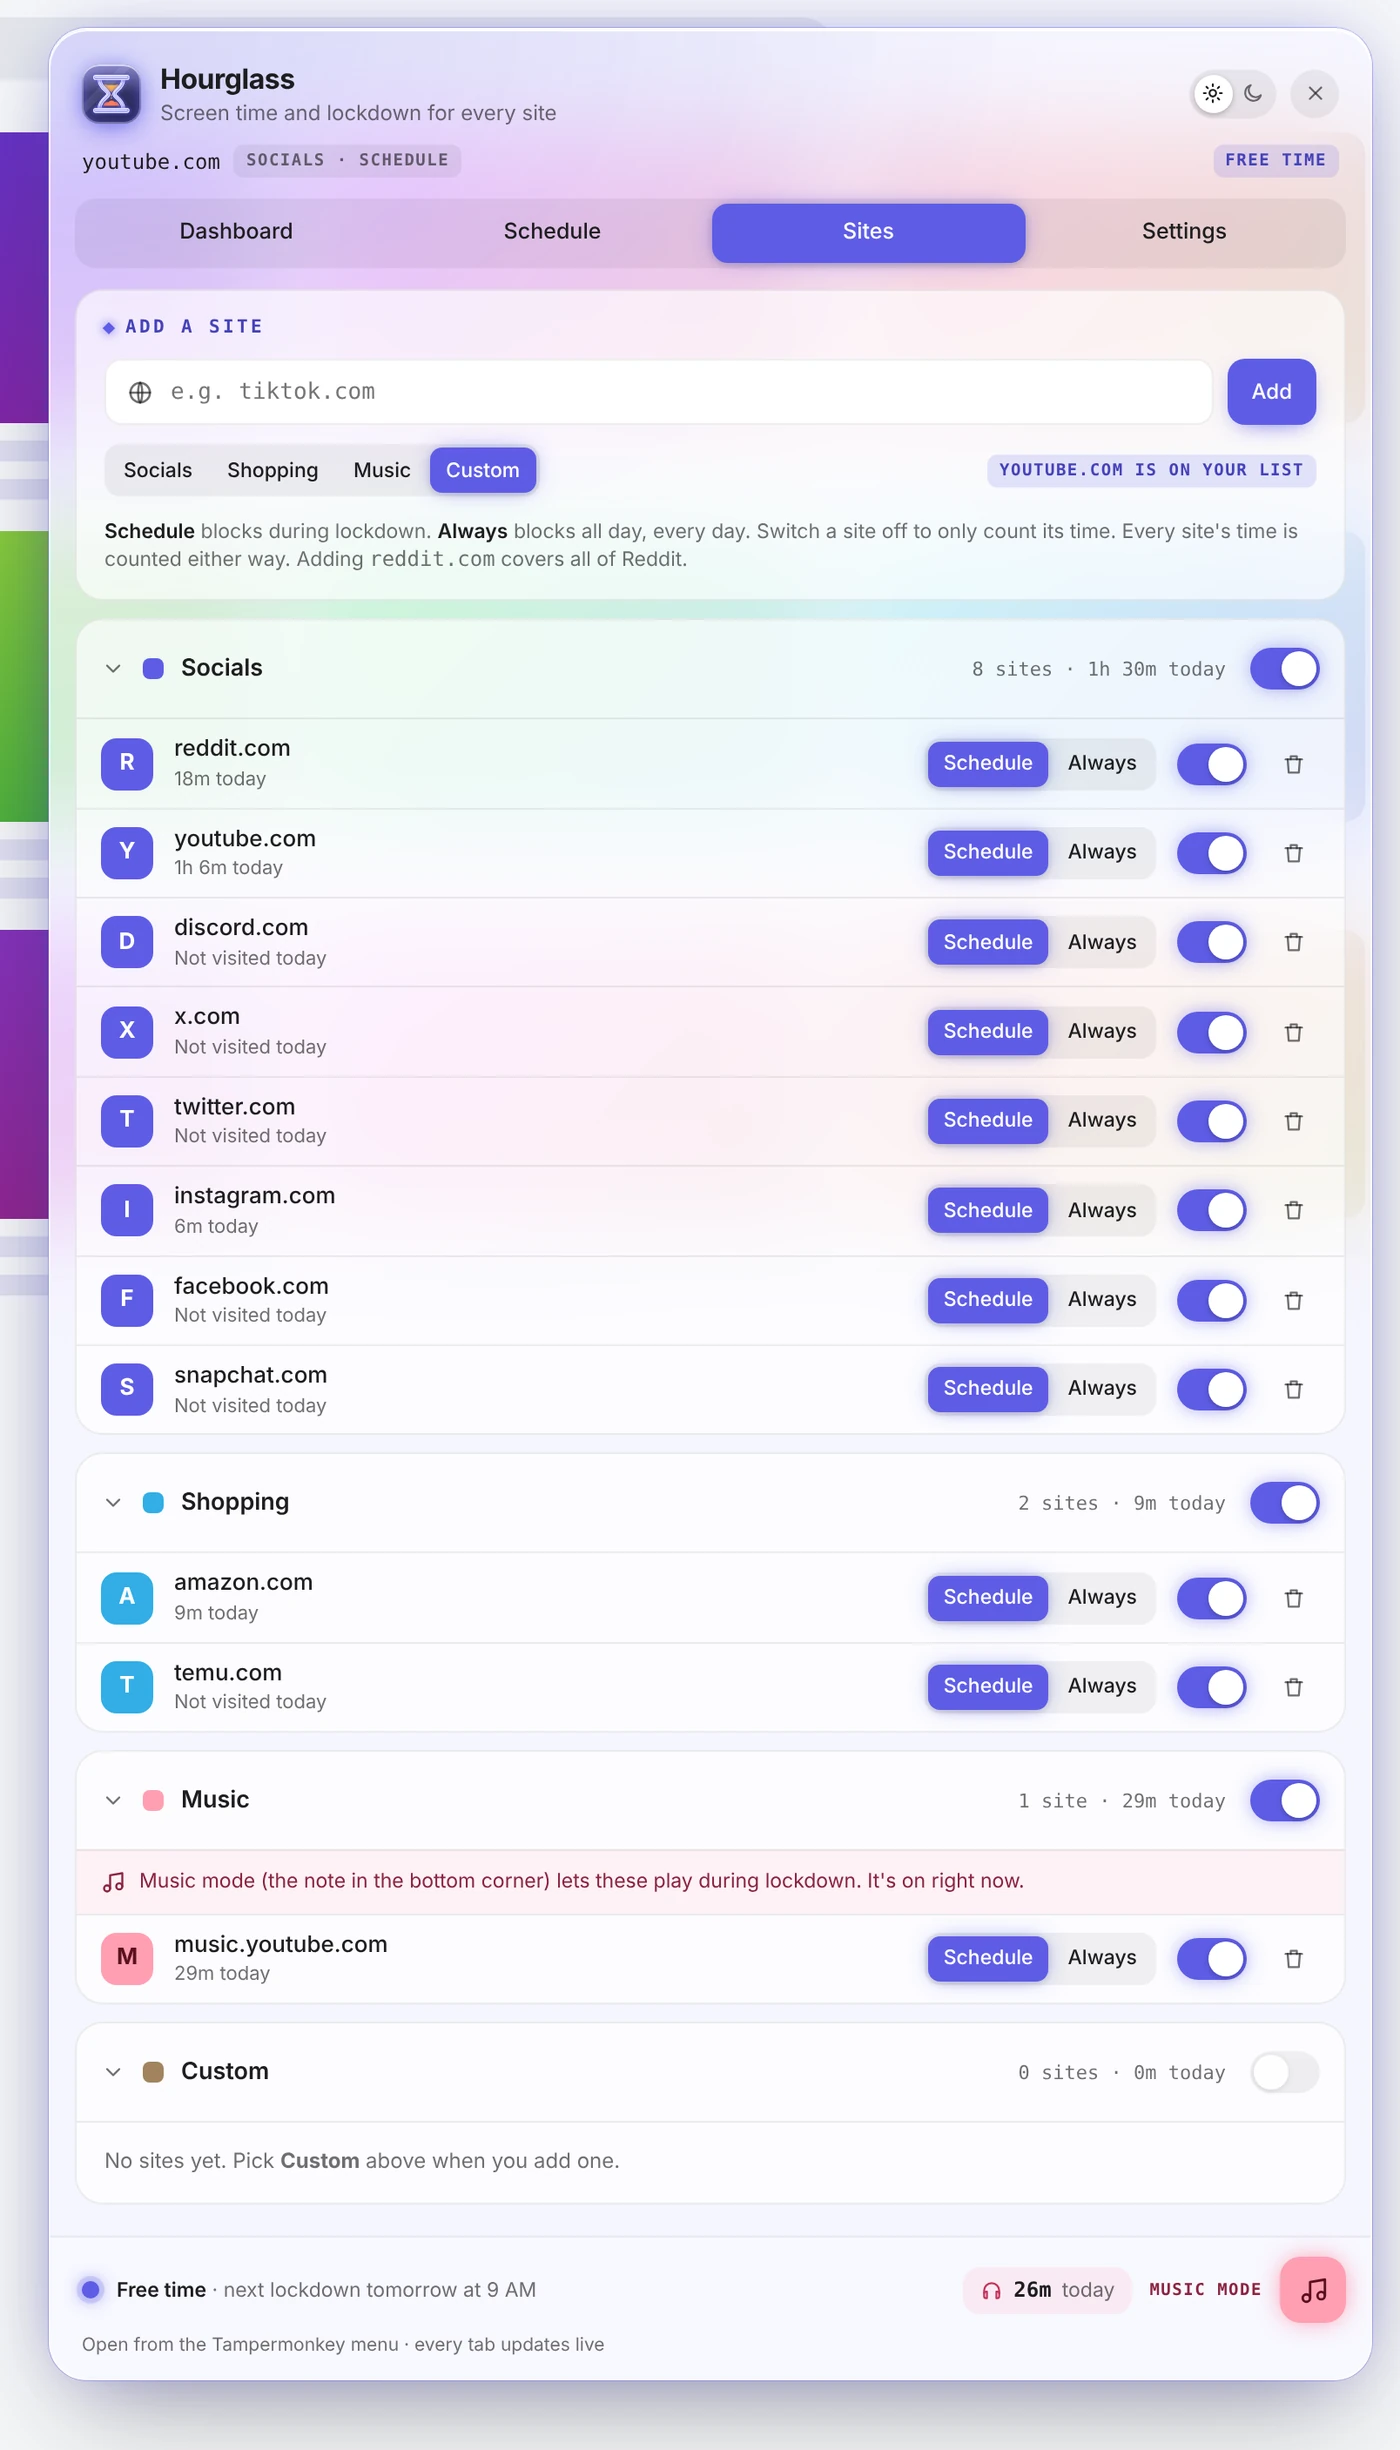 Hourglass
Screen time and lockdown for every site
youtube.com
SOCIALS · SCHEDULE
FREE TIME
Dashboard
Schedule
Sites
Settings
ADD A SITE
e.g. tiktok.com
Add
Socials
Shopping
Music
Custom
YOUTUBE.COM IS ON YOUR LIST
Schedule blocks during lockdown. Always blocks all day, every day. Switch a site off to only count its time. Every site's time is
counted either way. Adding reddit.com covers all of Reddit.
Socials
8 sites · 1h 30m today
R
reddit.com
18m today
Schedule
Always
Y
youtube.com
1h 6m today
Schedule
Always
D
discord.com
Not visited today
Schedule
Always
X
x.com
Not visited today
Schedule
Always
T
twitter.com
Not visited today
Schedule
Always
I
instagram.com
6m today
Schedule
Always
F
facebook.com
Not visited today
Schedule
Always
S
snapchat.com
Not visited today
Schedule
Always
Shopping
2 sites · 9m today
A
amazon.com
9m today
Schedule
Always
T
temu.com
Not visited today
Schedule
Always
Music
1 site · 29m today
Music mode (the note in the bottom corner) lets these play during lockdown. It's on right now.
M
music.youtube.com
29m today
Schedule
Always
Custom
0 sites · 0m today
No sites yet. Pick Custom above when you add one.
Free time · next lockdown tomorrow at 9 AM
26m today
MUSIC MODE
Open from the Tampermonkey menu · every tab updates live